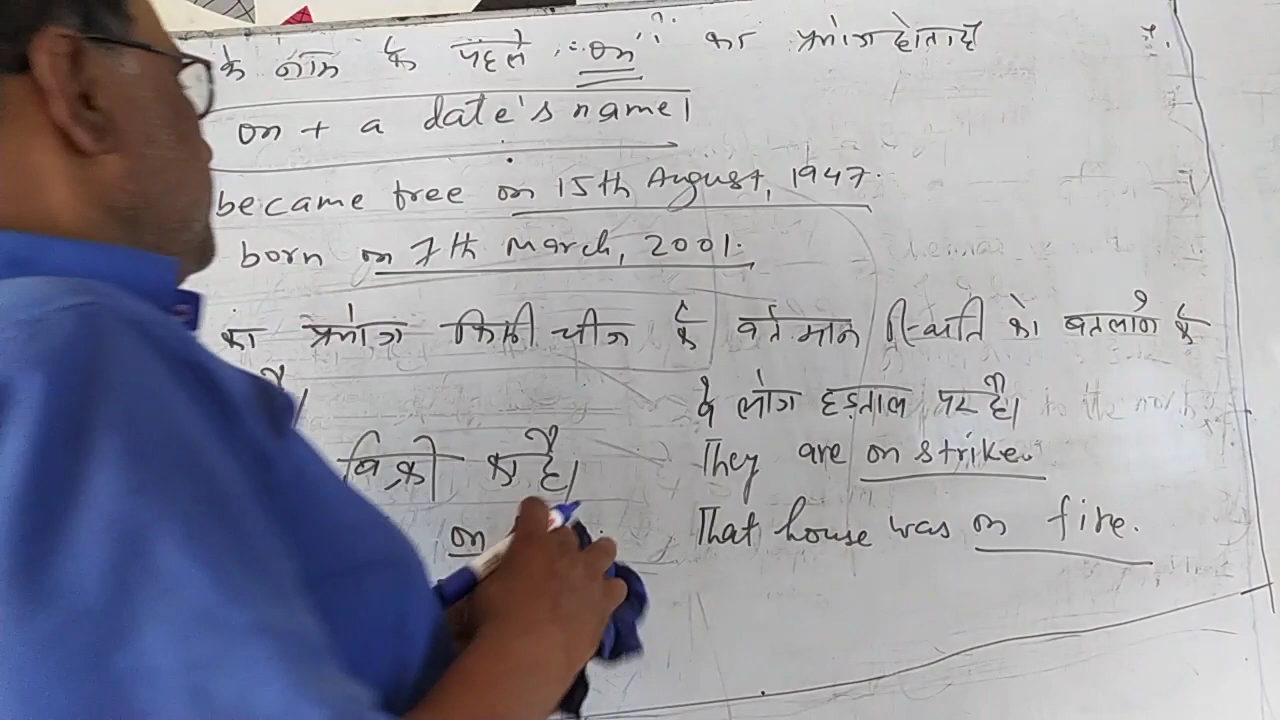 के नाम के पहले "on" का प्रयोग होता है
on + a date's name।
became free on 15th August, 1947.
born on 7th March, 2001.
का प्रयोग किसी चीज के वर्तमान स्थिति को बतलाने के
है।
वे लोग हड़ताल पर है।
बिक्री का है।
They are on strike.
on
That house was on fire.